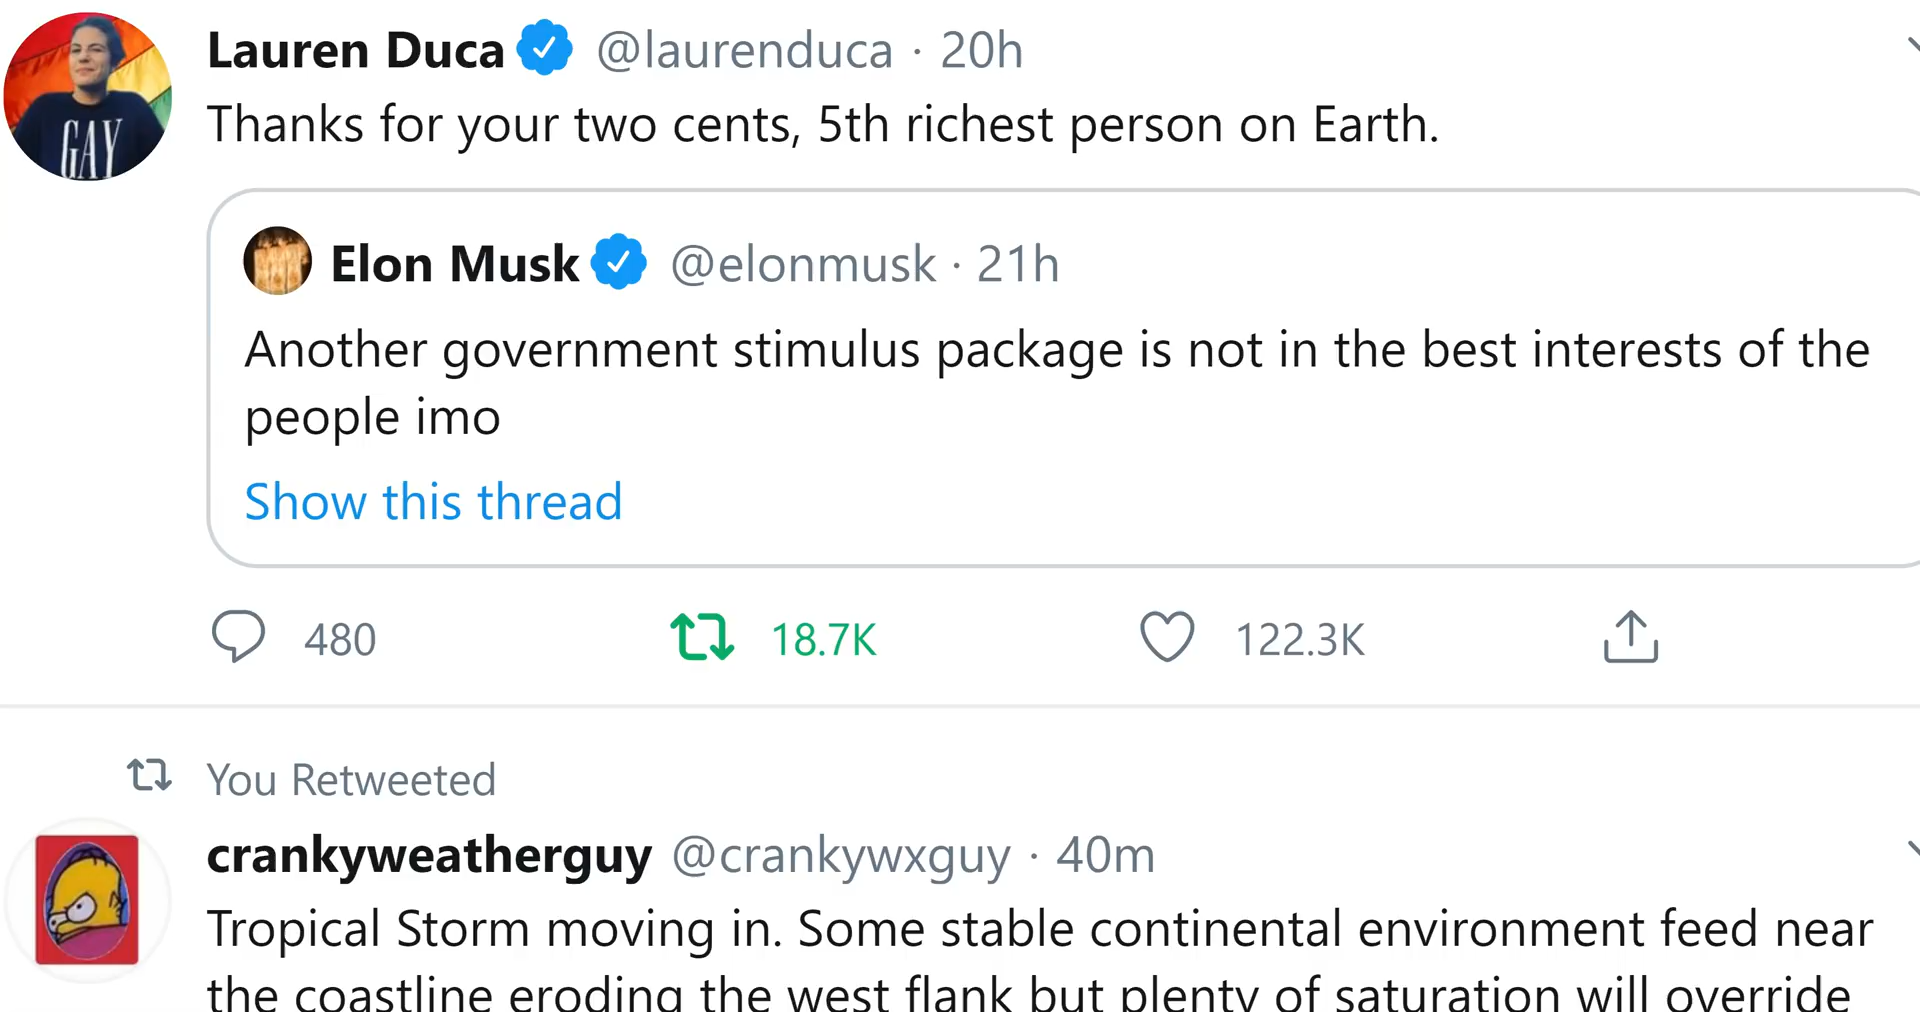 Lauren Duca @laurenduca · 20h
Thanks for your two cents, 5th richest person on Earth.
GAY
Elon Musk @elonmusk · 21h
Another government stimulus package is not in the best interests of the
people imo
Show this thread
480 18.7K 122.3K
You Retweeted
crankyweatherguy @crankywxguy · 40m
Tropical Storm moving in. Some stable continental environment feed near
the coastline eroding the west flank but plenty of saturation will override